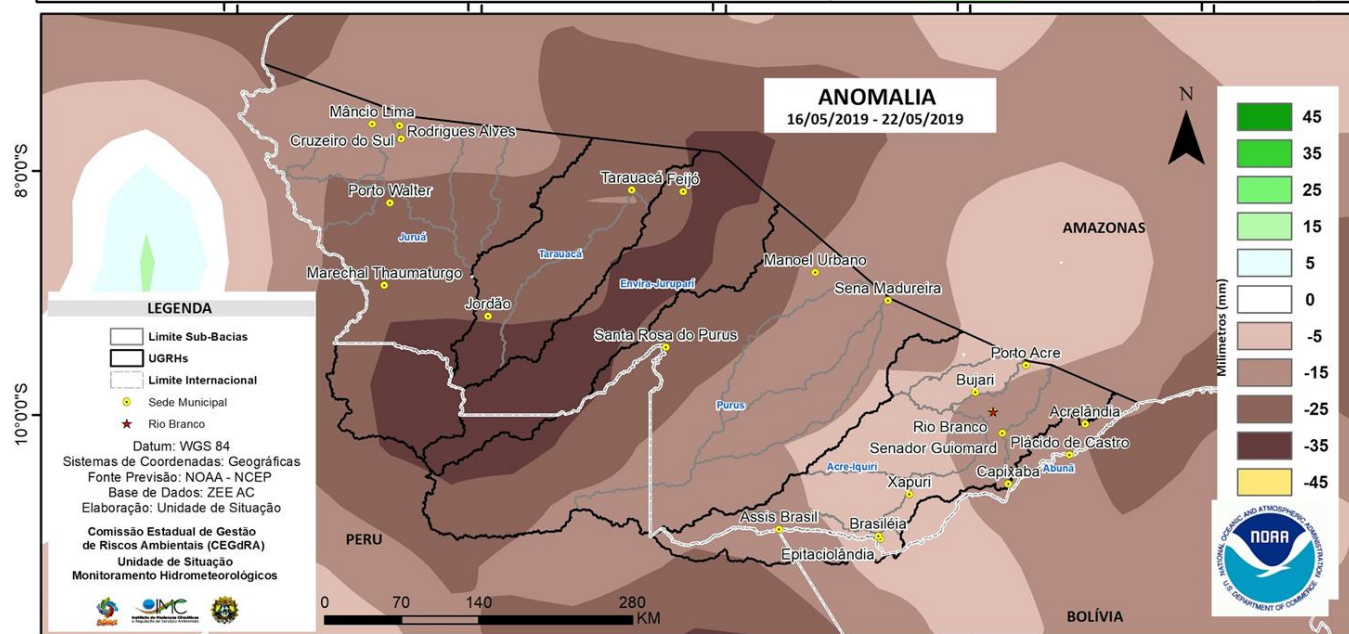 ANOMALIA
16/05/2019 - 22/05/2019
N
8°0'0"S
10°0'0"S
Mâncio Lima
Rodrigues Alves
Cruzeiro do Sul
Porto Walter
Juruá
Marechal Thaumaturgo
Jordão
Tarauacá
Feijó
Tarauacá
Envira-Jurupari
Santa Rosa do Purus
Manoel Urbano
Sena Madureira
Purus
Porto Acre
Bujari
Rio Branco
Senador Guiomard
Acrelândia
Plácido de Castro
Abunã
Capixaba
Acre-Iquiri
Xapuri
Assis Brasil
Brasiléia
Epitaciolândia
AMAZONAS
PERU
BOLÍVIA
LEGENDA
Limite Sub-Bacias
UGRHs
Limite Internacional
Sede Municipal
Rio Branco
Datum: WGS 84
Sistemas de Coordenadas: Geográficas
Fonte Previsão: NOAA - NCEP
Base de Dados: ZEE AC
Elaboração: Unidade de Situação
Comissão Estadual de Gestão
de Riscos Ambientais (CEGdRA)
Unidade de Situação
Monitoramento Hidrometeorológicos
IMC
0 70 140 280
KM
Milímetros (mm)
45
35
25
15
5
0
-5
-15
-25
-35
-45
NATIONAL OCEANIC AND ATMOSPHERIC ADMINISTRATION
NOAA
U.S. DEPARTMENT OF COMMERCE